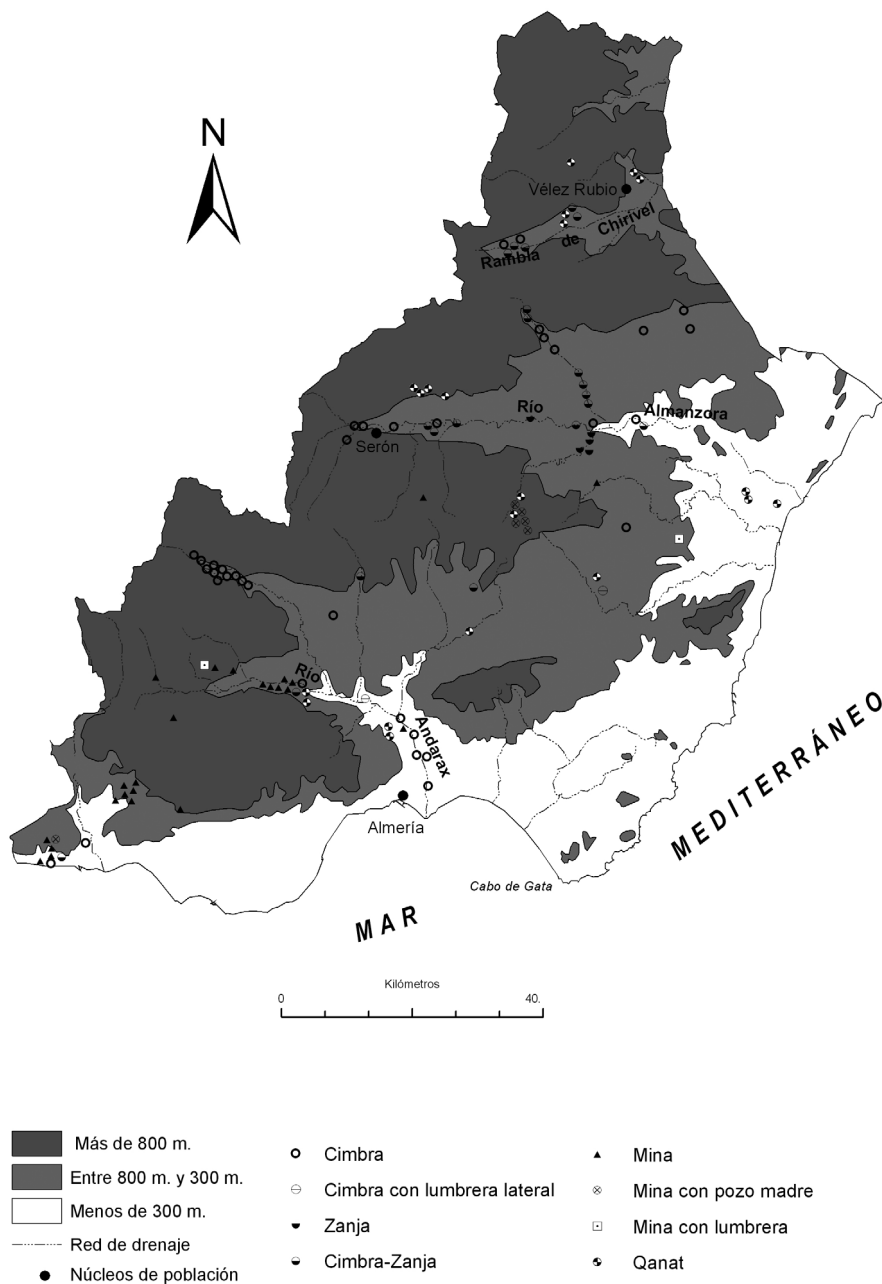 N
Vélez Rubio
Rambla de Chirivel
Río Almanzora
Serón
Río Andarax
Almería
Cabo de Gata
MAR MEDITERRÁNEO
Kilómetros
0 40.
Más de 800 m.
Entre 800 m. y 300 m.
Menos de 300 m.
Red de drenaje
Núcleos de población
Cimbra
Cimbra con lumbrera lateral
Zanja
Cimbra-Zanja
Mina
Mina con pozo madre
Mina con lumbrera
Qanat